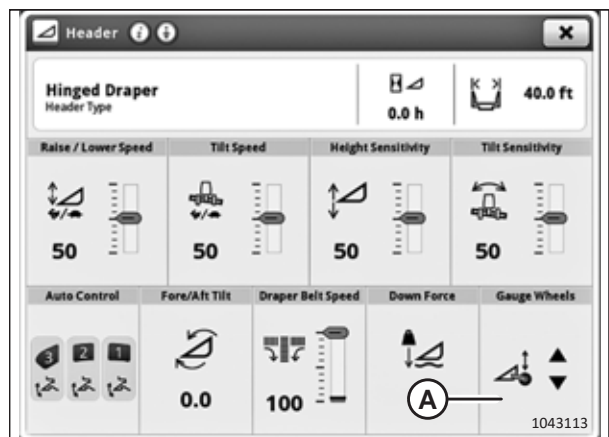 Header i
Hinged Draper
Header Type
0.0 h
40.0 ft
Raise / Lower Speed Tilt Speed Height Sensitivity Tilt Sensitivity
50 50 50 50
Auto Control Fore/Aft Tilt Draper Belt Speed Down Force Gauge Wheels
3 2 1
0.0 100
A
1043113